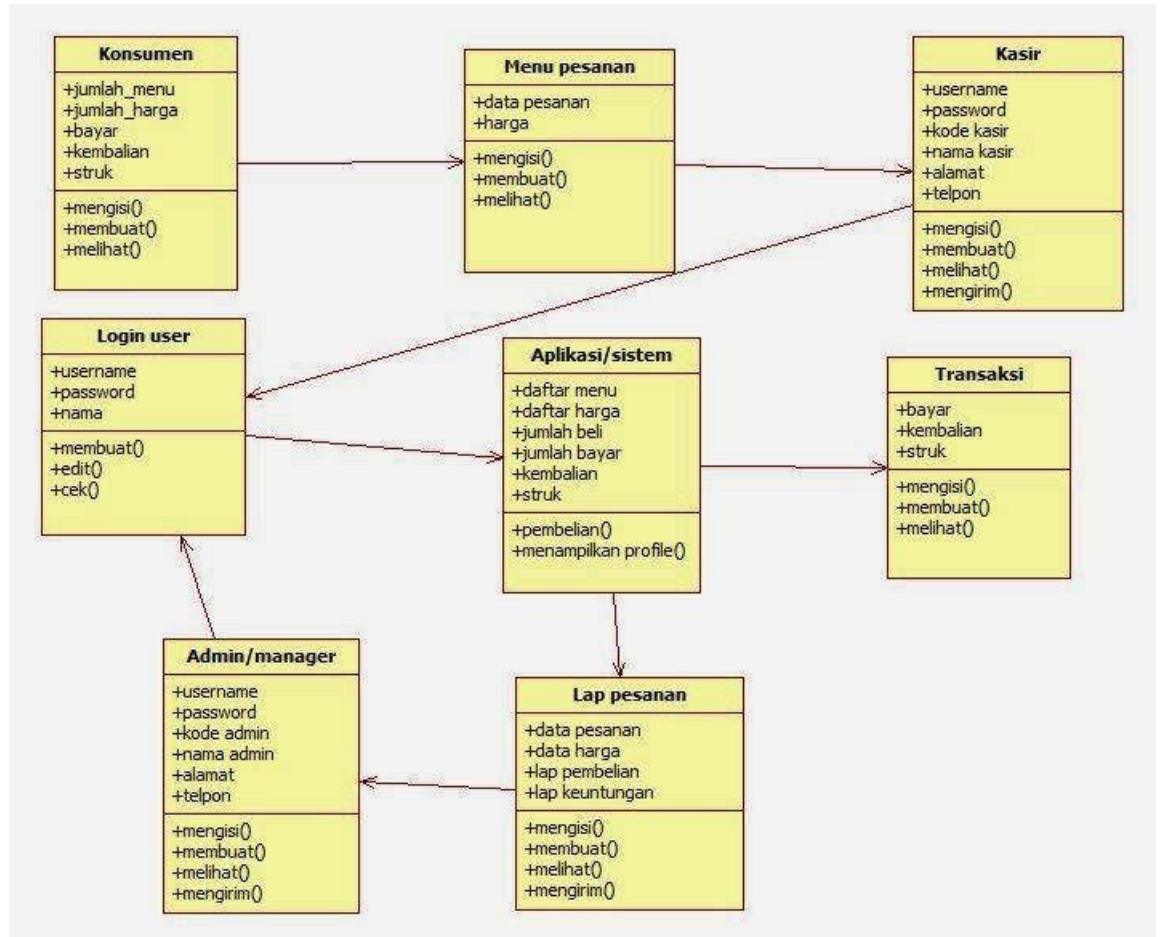 Konsumen
+jumlah_menu
+jumlah_harga
+bayar
+kembalian
+struk
+mengisi()
+membuat()
+melihat()
Menu pesanan
+data pesanan
+harga
+mengisi()
+membuat()
+melihat()
Kasir
+username
+password
+kode kasir
+nama kasir
+alamat
+telpon
+mengisi()
+membuat()
+melihat()
+mengirim()
Login user
+username
+password
+nama
+membuat()
+edit()
+cek()
Aplikasi/sistem
+daftar menu
+daftar harga
+jumlah beli
+jumlah bayar
+kembalian
+struk
+pembelian()
+menampilkan profile()
Transaksi
+bayar
+kembalian
+struk
+mengisi()
+membuat()
+melihat()
Admin/manager
+username
+password
+kode admin
+nama admin
+alamat
+telpon
+mengisi()
+membuat()
+melihat()
+mengirim()
Lap pesanan
+data pesanan
+data harga
+lap pembelian
+lap keuntungan
+mengisi()
+membuat()
+melihat()
+mengirim()